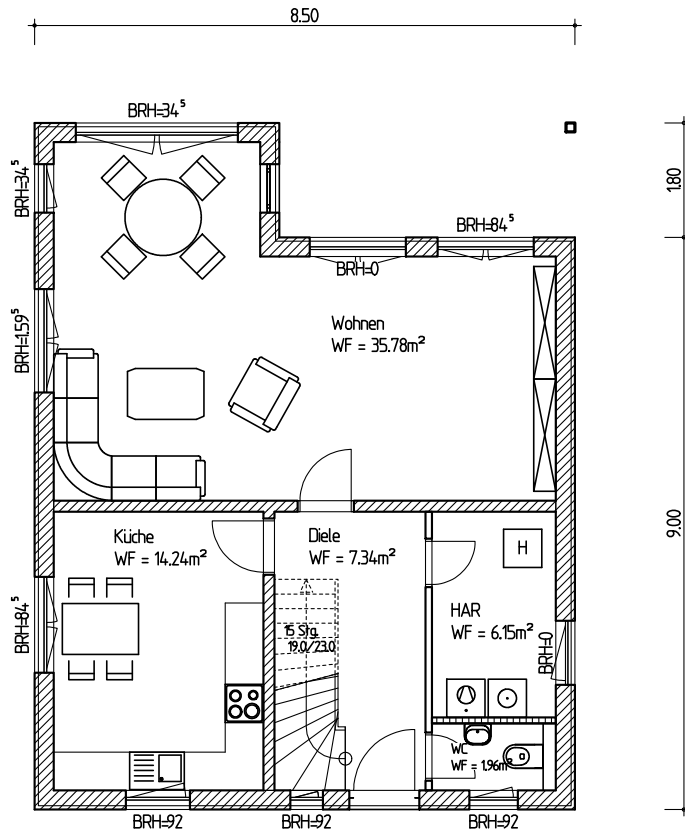 8.50
BRH=34⁵
BRH=34⁵
1.80
BRH=84⁵
BRH=0
BRH=1.59⁵
Wohnen
WF = 35.78m²
9.00
Küche
WF = 14.24m²
Diele
WF = 7.34m²
H
HAR
WF = 6.15m²
BRH=84⁵
15 Stg.
19.0/23.0
BRH=0
WC
WF = 1.96m²
BRH=92
BRH=92
BRH=92